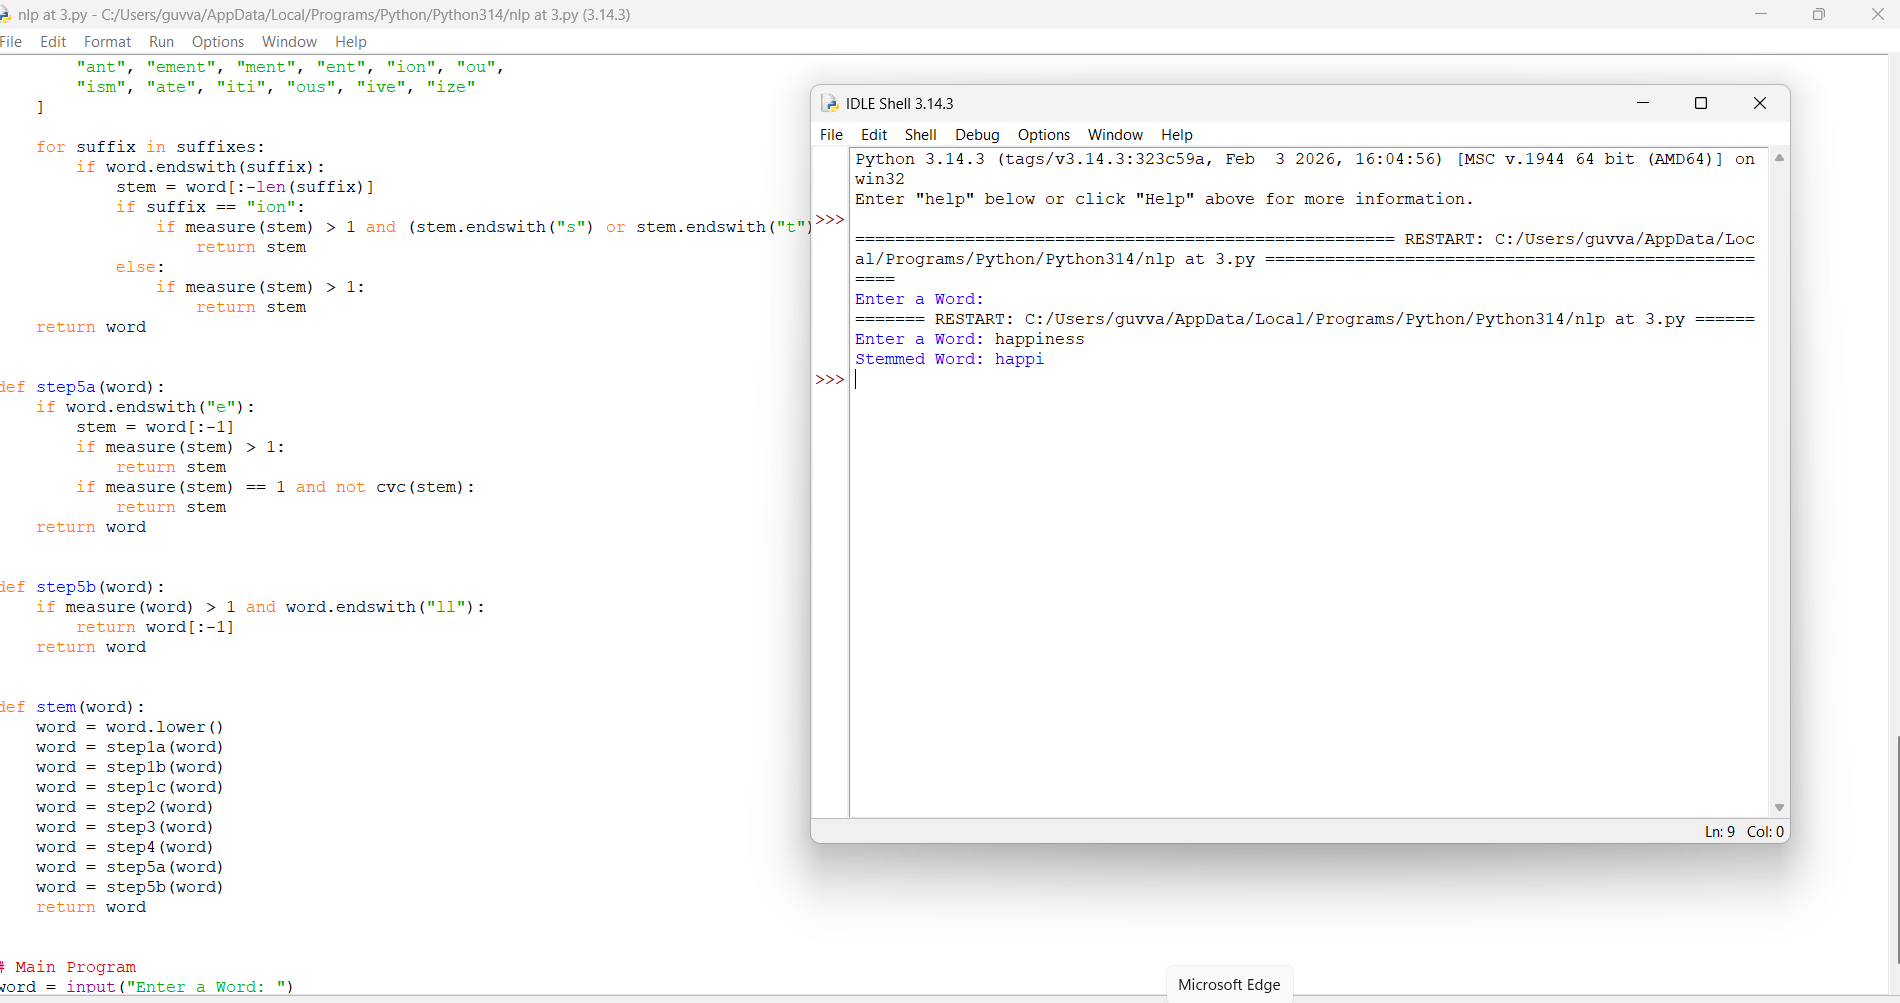 nlp at 3.py - C:/Users/guvva/AppData/Local/Programs/Python/Python314/nlp at 3.py (3.14.3)
File Edit Format Run Options Window Help
        "ant", "ement", "ment", "ent", "ion", "ou",
        "ism", "ate", "iti", "ous", "ive", "ize"
    ]
    for suffix in suffixes:
        if word.endswith(suffix):
            stem = word[:-len(suffix)]
            if suffix == "ion":
                if measure(stem) > 1 and (stem.endswith("s") or stem.endswith("t")
                    return stem
            else:
                if measure(stem) > 1:
                    return stem
    return word
def step5a(word):
    if word.endswith("e"):
        stem = word[:-1]
        if measure(stem) > 1:
            return stem
        if measure(stem) == 1 and not cvc(stem):
            return stem
    return word
def step5b(word):
    if measure(word) > 1 and word.endswith("ll"):
        return word[:-1]
    return word
def stem(word):
    word = word.lower()
    word = step1a(word)
    word = step1b(word)
    word = step1c(word)
    word = step2(word)
    word = step3(word)
    word = step4(word)
    word = step5a(word)
    word = step5b(word)
    return word
# Main Program
word = input("Enter a Word: ")
IDLE Shell 3.14.3
File Edit Shell Debug Options Window Help
Python 3.14.3 (tags/v3.14.3:323c59a, Feb  3 2026, 16:04:56) [MSC v.1944 64 bit (AMD64)] on
win32
Enter "help" below or click "Help" above for more information.
>>>
====================================================== RESTART: C:/Users/guvva/AppData/Loc
al/Programs/Python/Python314/nlp at 3.py =================================================
====
Enter a Word:
======= RESTART: C:/Users/guvva/AppData/Local/Programs/Python/Python314/nlp at 3.py ======
Enter a Word: happiness
Stemmed Word: happi
>>>
Ln: 9 Col: 0
Microsoft Edge